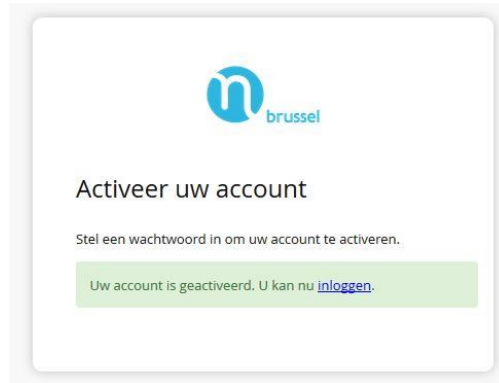 n
brussel
Activeer uw account
Stel een wachtwoord in om uw account te activeren.
Uw account is geactiveerd. U kan nu inloggen.